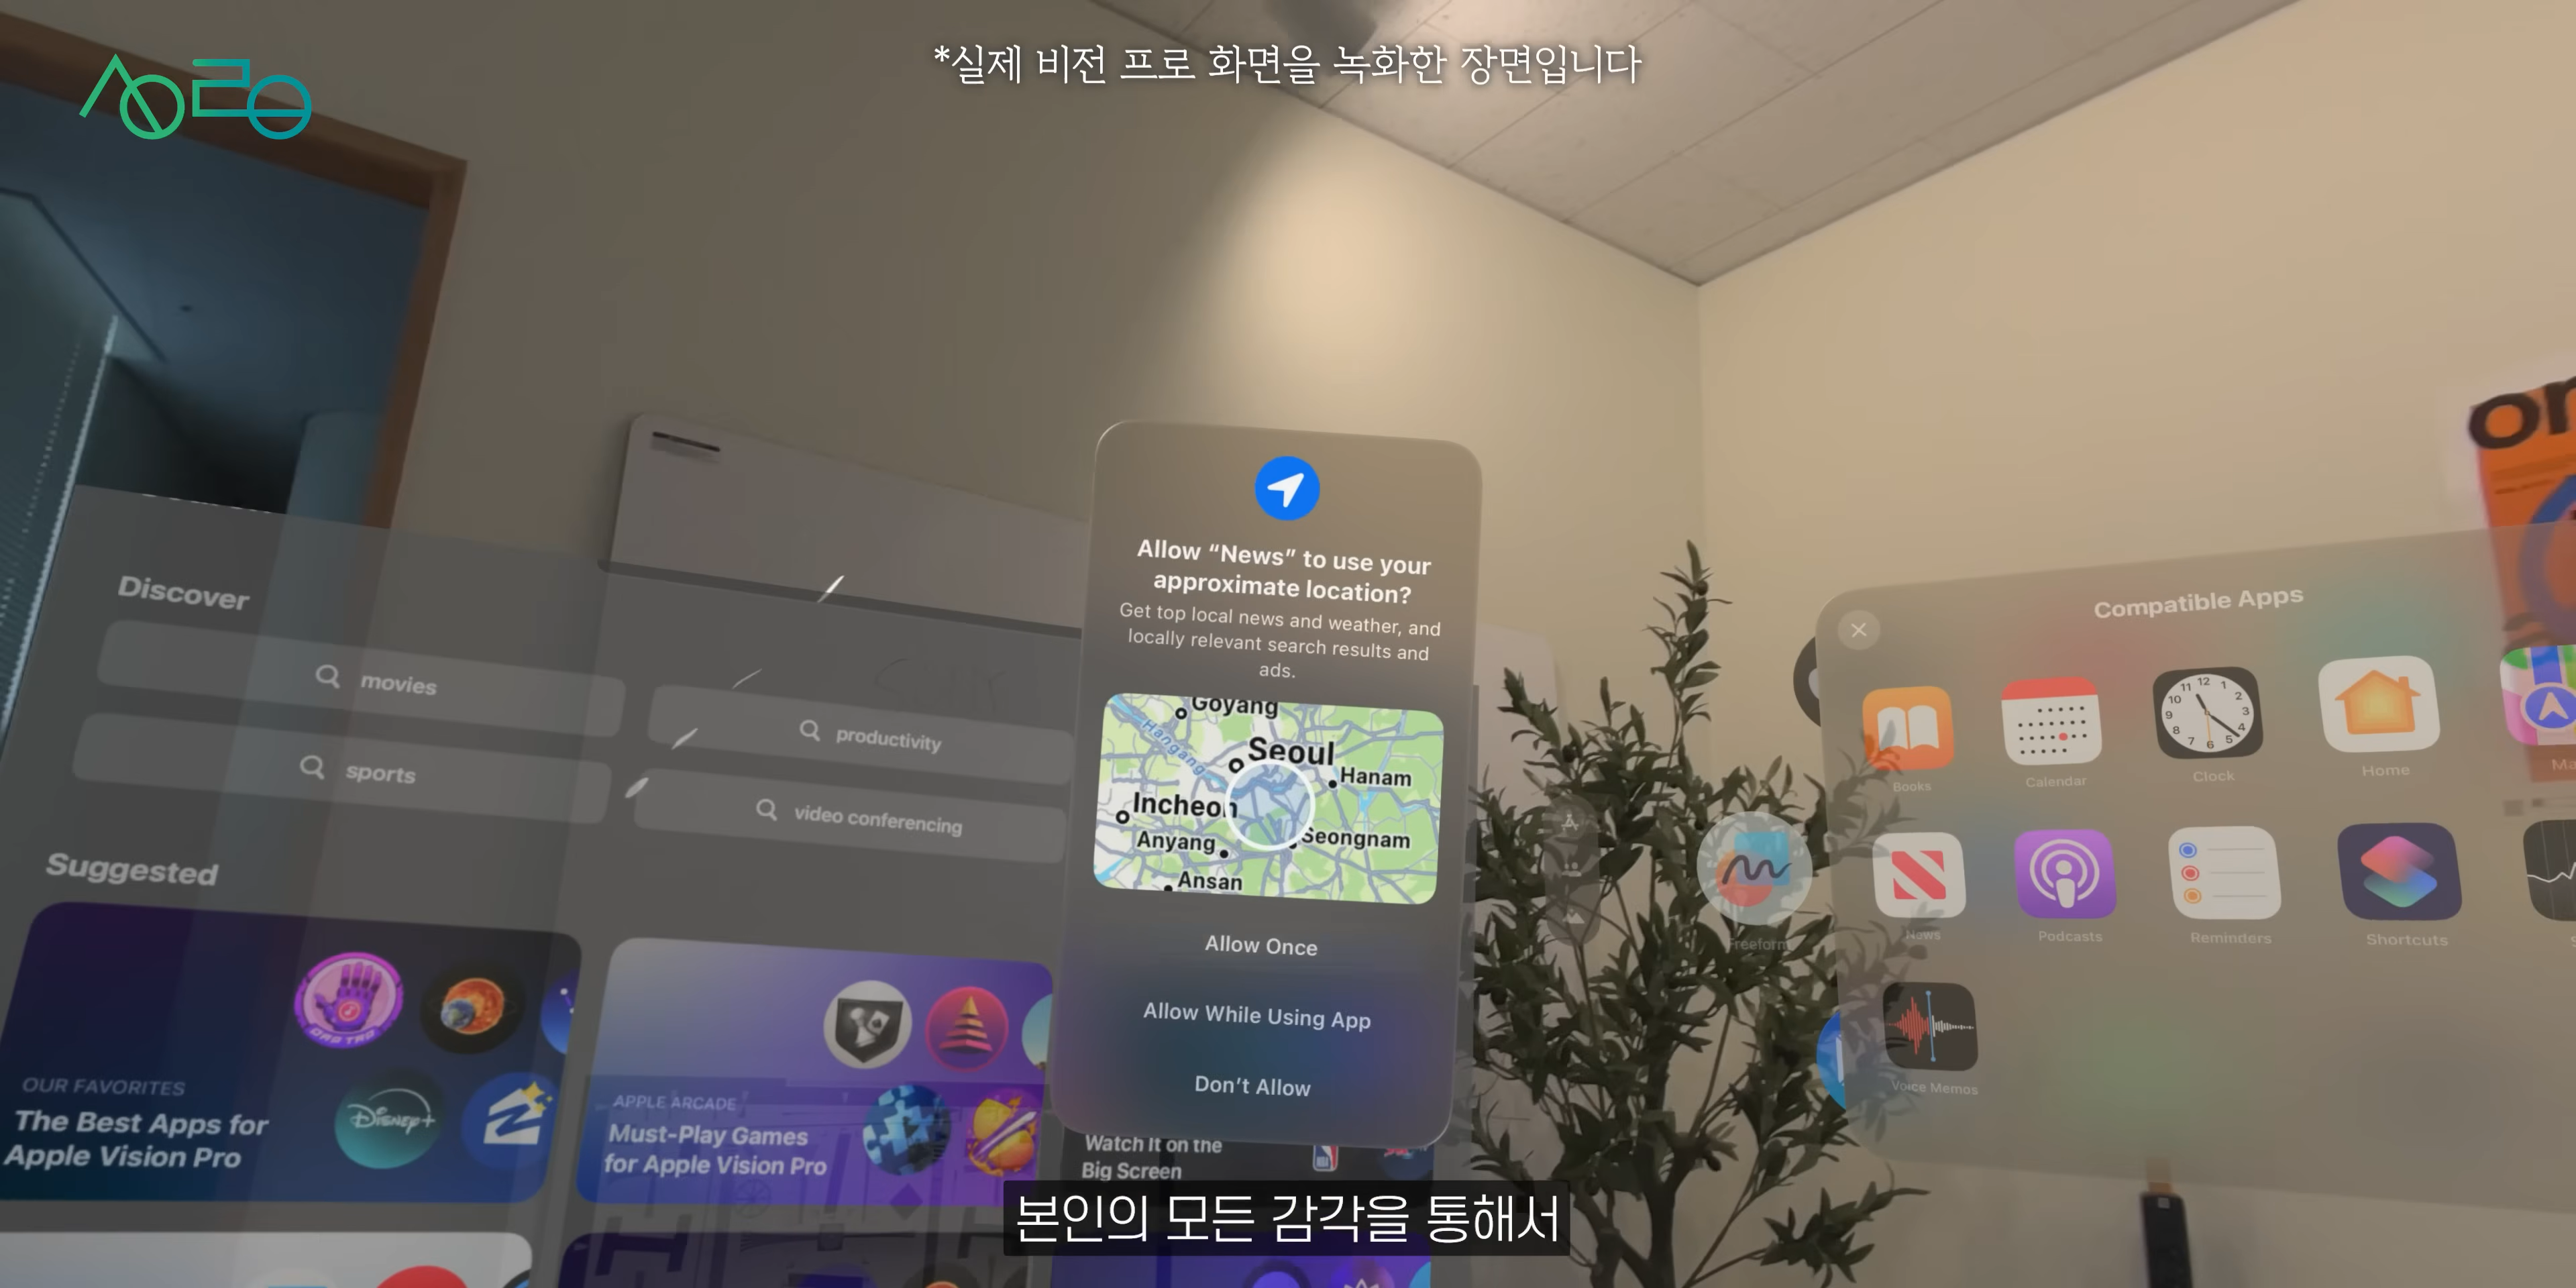 *실제 비전 프로 화면을 녹화한 장면입니다
Discover
movies
productivity
sports
video conferencing
Suggested
OUR FAVORITES
The Best Apps for
Apple Vision Pro
Disney+
APPLE ARCADE
Must-Play Games
for Apple Vision Pro
Watch It on the
Big Screen
Allow “News” to use your
approximate location?
Get top local news and weather, and
locally relevant search results and
ads.
Goyang
Hangang
Seoul
Hanam
Incheon
Seongnam
Anyang
Ansan
Allow Once
Allow While Using App
Don’t Allow
Freeform
Compatible Apps
Books
Calendar
Clock
Home
News
Podcasts
Reminders
Shortcuts
Voice Memos
본인의 모든 감각을 통해서